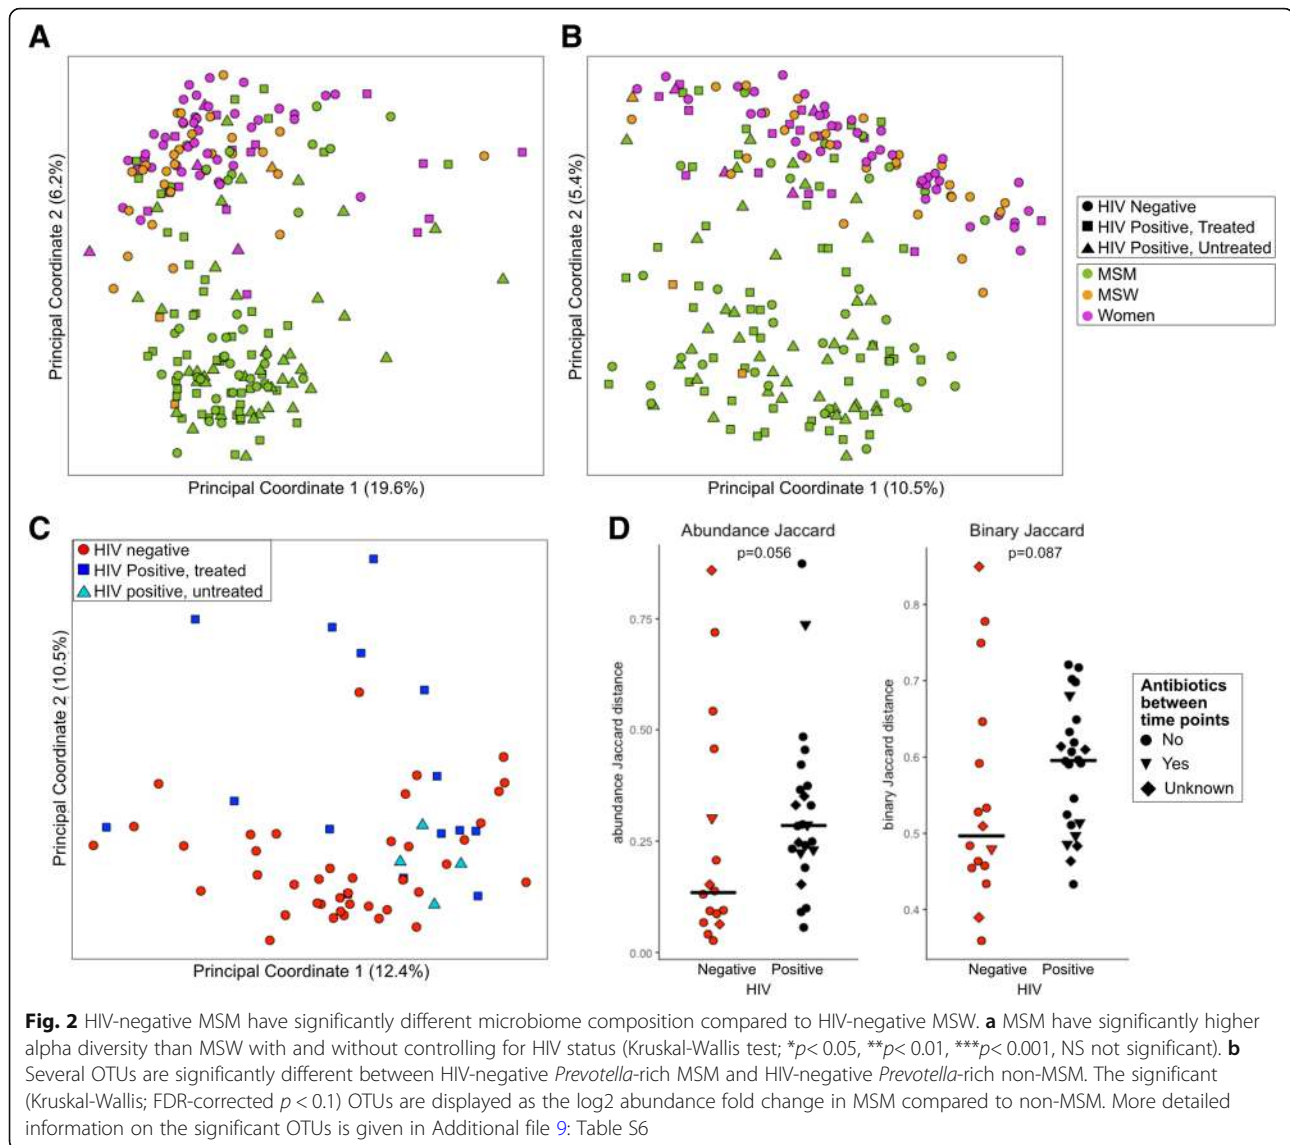 A
B
Principal Coordinate 2 (6.2%)
Principal Coordinate 1 (19.6%)
Principal Coordinate 2 (5.4%)
Principal Coordinate 1 (10.5%)
HIV Negative
HIV Positive, Treated
HIV Positive, Untreated
MSM
MSW
Women
C
HIV negative
HIV Positive, treated
HIV positive, untreated
Principal Coordinate 2 (10.5%)
Principal Coordinate 1 (12.4%)
D
Abundance Jaccard
p=0.056
abundance Jaccard distance
0.75
0.50
0.25
0.00
Negative Positive
HIV
Binary Jaccard
p=0.087
binary Jaccard distance
0.8
0.7
0.6
0.5
0.4
Negative Positive
HIV
Antibiotics
between
time points
No
Yes
Unknown
Fig. 2 HIV-negative MSM have significantly different microbiome composition compared to HIV-negative MSW. a MSM have significantly higher
alpha diversity than MSW with and without controlling for HIV status (Kruskal-Wallis test; *p< 0.05, **p< 0.01, ***p< 0.001, NS not significant). b
Several OTUs are significantly different between HIV-negative Prevotella-rich MSM and HIV-negative Prevotella-rich non-MSM. The significant
(Kruskal-Wallis; FDR-corrected p < 0.1) OTUs are displayed as the log2 abundance fold change in MSM compared to non-MSM. More detailed
information on the significant OTUs is given in Additional file 9: Table S6